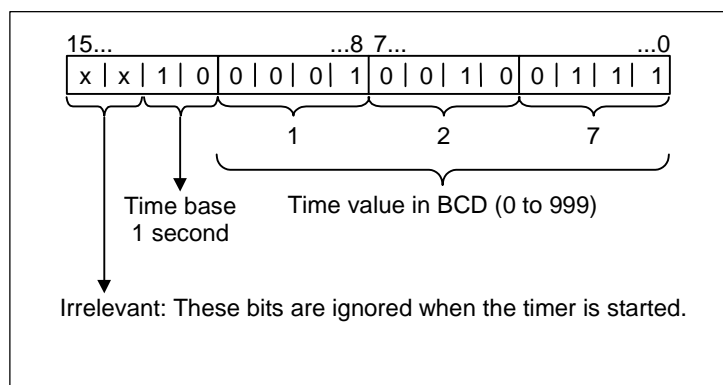 15... ...8 7... ...0
x | x | 1 | 0 | 0 | 0 | 0 | 1 | 0 | 0 | 1 | 0 | 0 | 1 | 1 | 1
1 2 7
Time base
1 second
Time value in BCD (0 to 999)
Irrelevant: These bits are ignored when the timer is started.